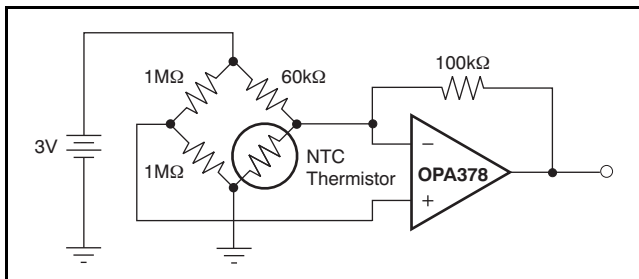 100kΩ
1MΩ
60kΩ
3V
1MΩ
NTC
Thermistor
−
OPA378
+